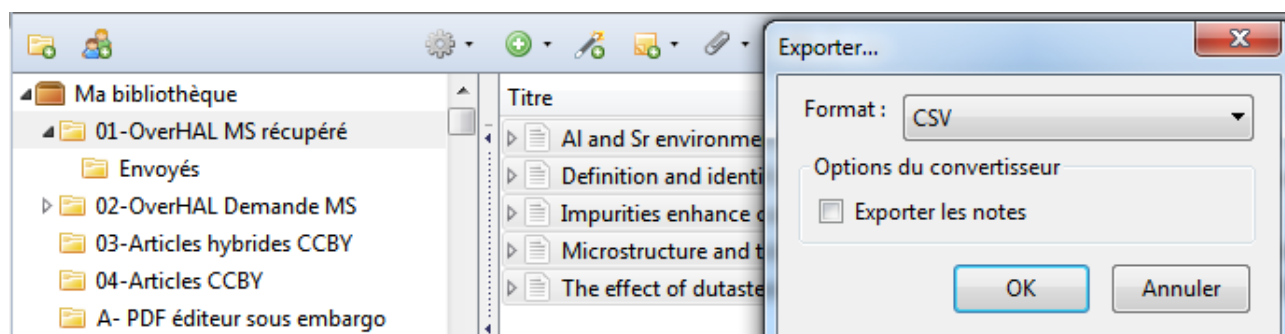 Exporter...
Ma bibliothèque
01-OverHAL MS récupéré
Envoyés
02-OverHAL Demande MS
03-Articles hybrides CCBY
04-Articles CCBY
A- PDF éditeur sous embargo
Titre
Al and Sr environme
Definition and identi
Impurities enhance
Microstructure and t
The effect of dutaste
Format :
CSV
Options du convertisseur
Exporter les notes
OK
Annuler